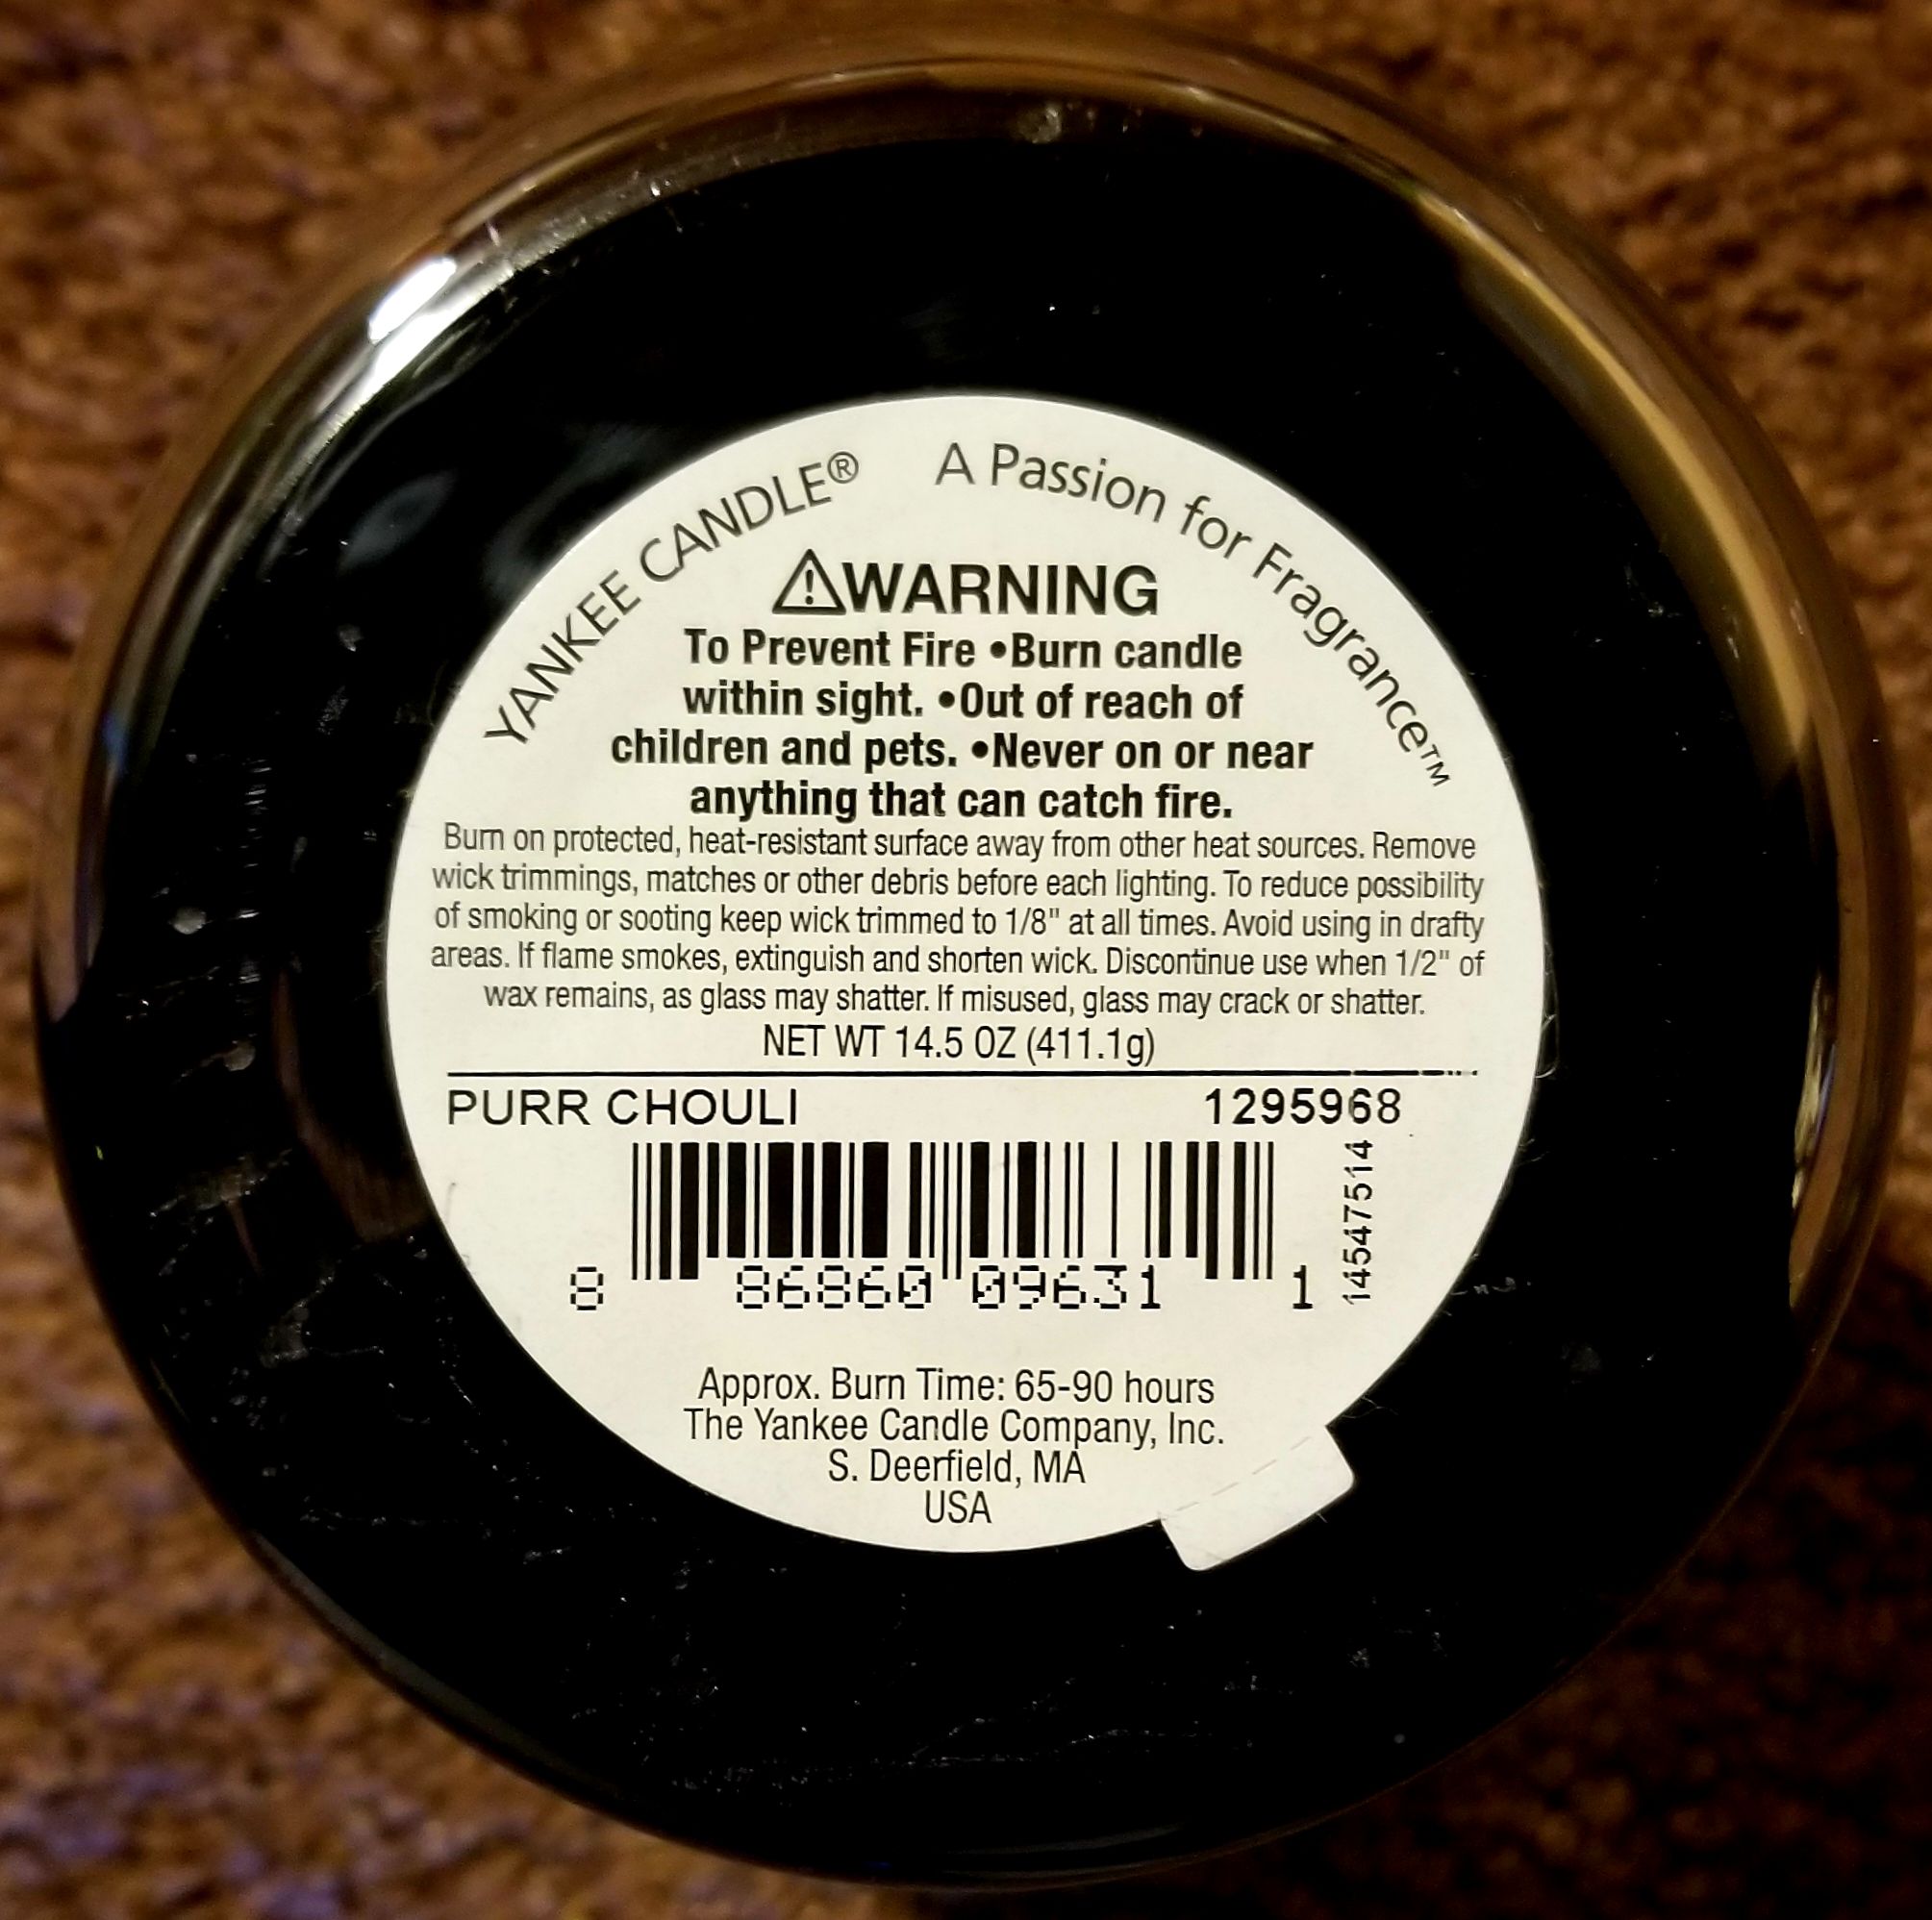 YANKEE CANDLE® A Passion for Fragrance™
⚠WARNING
To Prevent Fire •Burn candle
within sight. •Out of reach of
children and pets. •Never on or near
anything that can catch fire.
Burn on protected, heat-resistant surface away from other heat sources. Remove
wick trimmings, matches or other debris before each lighting. To reduce possibility
of smoking or sooting keep wick trimmed to 1/8" at all times. Avoid using in drafty
areas. If flame smokes, extinguish and shorten wick. Discontinue use when 1/2" of
wax remains, as glass may shatter. If misused, glass may crack or shatter.
NET WT 14.5 OZ (411.1g)
PURR CHOULI 1295968
8 86860 09631 1
14547514
Approx. Burn Time: 65-90 hours
The Yankee Candle Company, Inc.
S. Deerfield, MA
USA